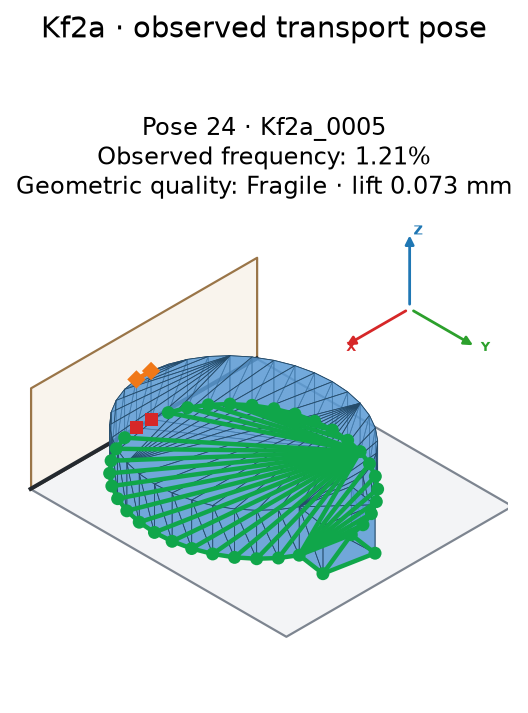 Kf2a · observed transport pose
Pose 24 · Kf2a_0005
Observed frequency: 1.21%
Geometric quality: Fragile · lift 0.073 mm
Z
X
Y